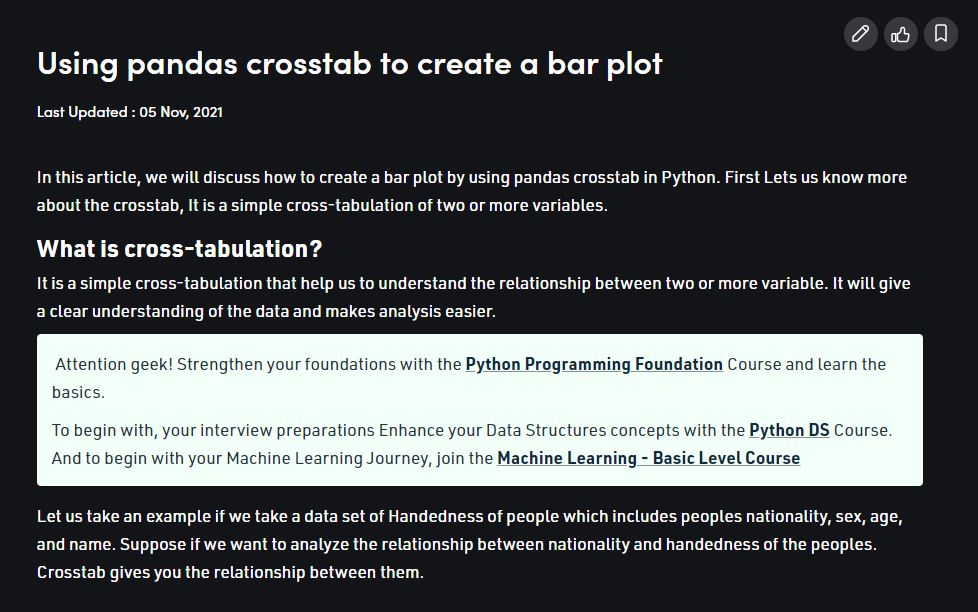 Using pandas crosstab to create a bar plot
Last Updated : 05 Nov, 2021
In this article, we will discuss how to create a bar plot by using pandas crosstab in Python. First Lets us know more
about the crosstab, It is a simple cross-tabulation of two or more variables.
What is cross-tabulation?
It is a simple cross-tabulation that help us to understand the relationship between two or more variable. It will give
a clear understanding of the data and makes analysis easier.
Attention geek! Strengthen your foundations with the Python Programming Foundation Course and learn the
basics.
To begin with, your interview preparations Enhance your Data Structures concepts with the Python DS Course.
And to begin with your Machine Learning Journey, join the Machine Learning - Basic Level Course
Let us take an example if we take a data set of Handedness of people which includes peoples nationality, sex, age,
and name. Suppose if we want to analyze the relationship between nationality and handedness of the peoples.
Crosstab gives you the relationship between them.